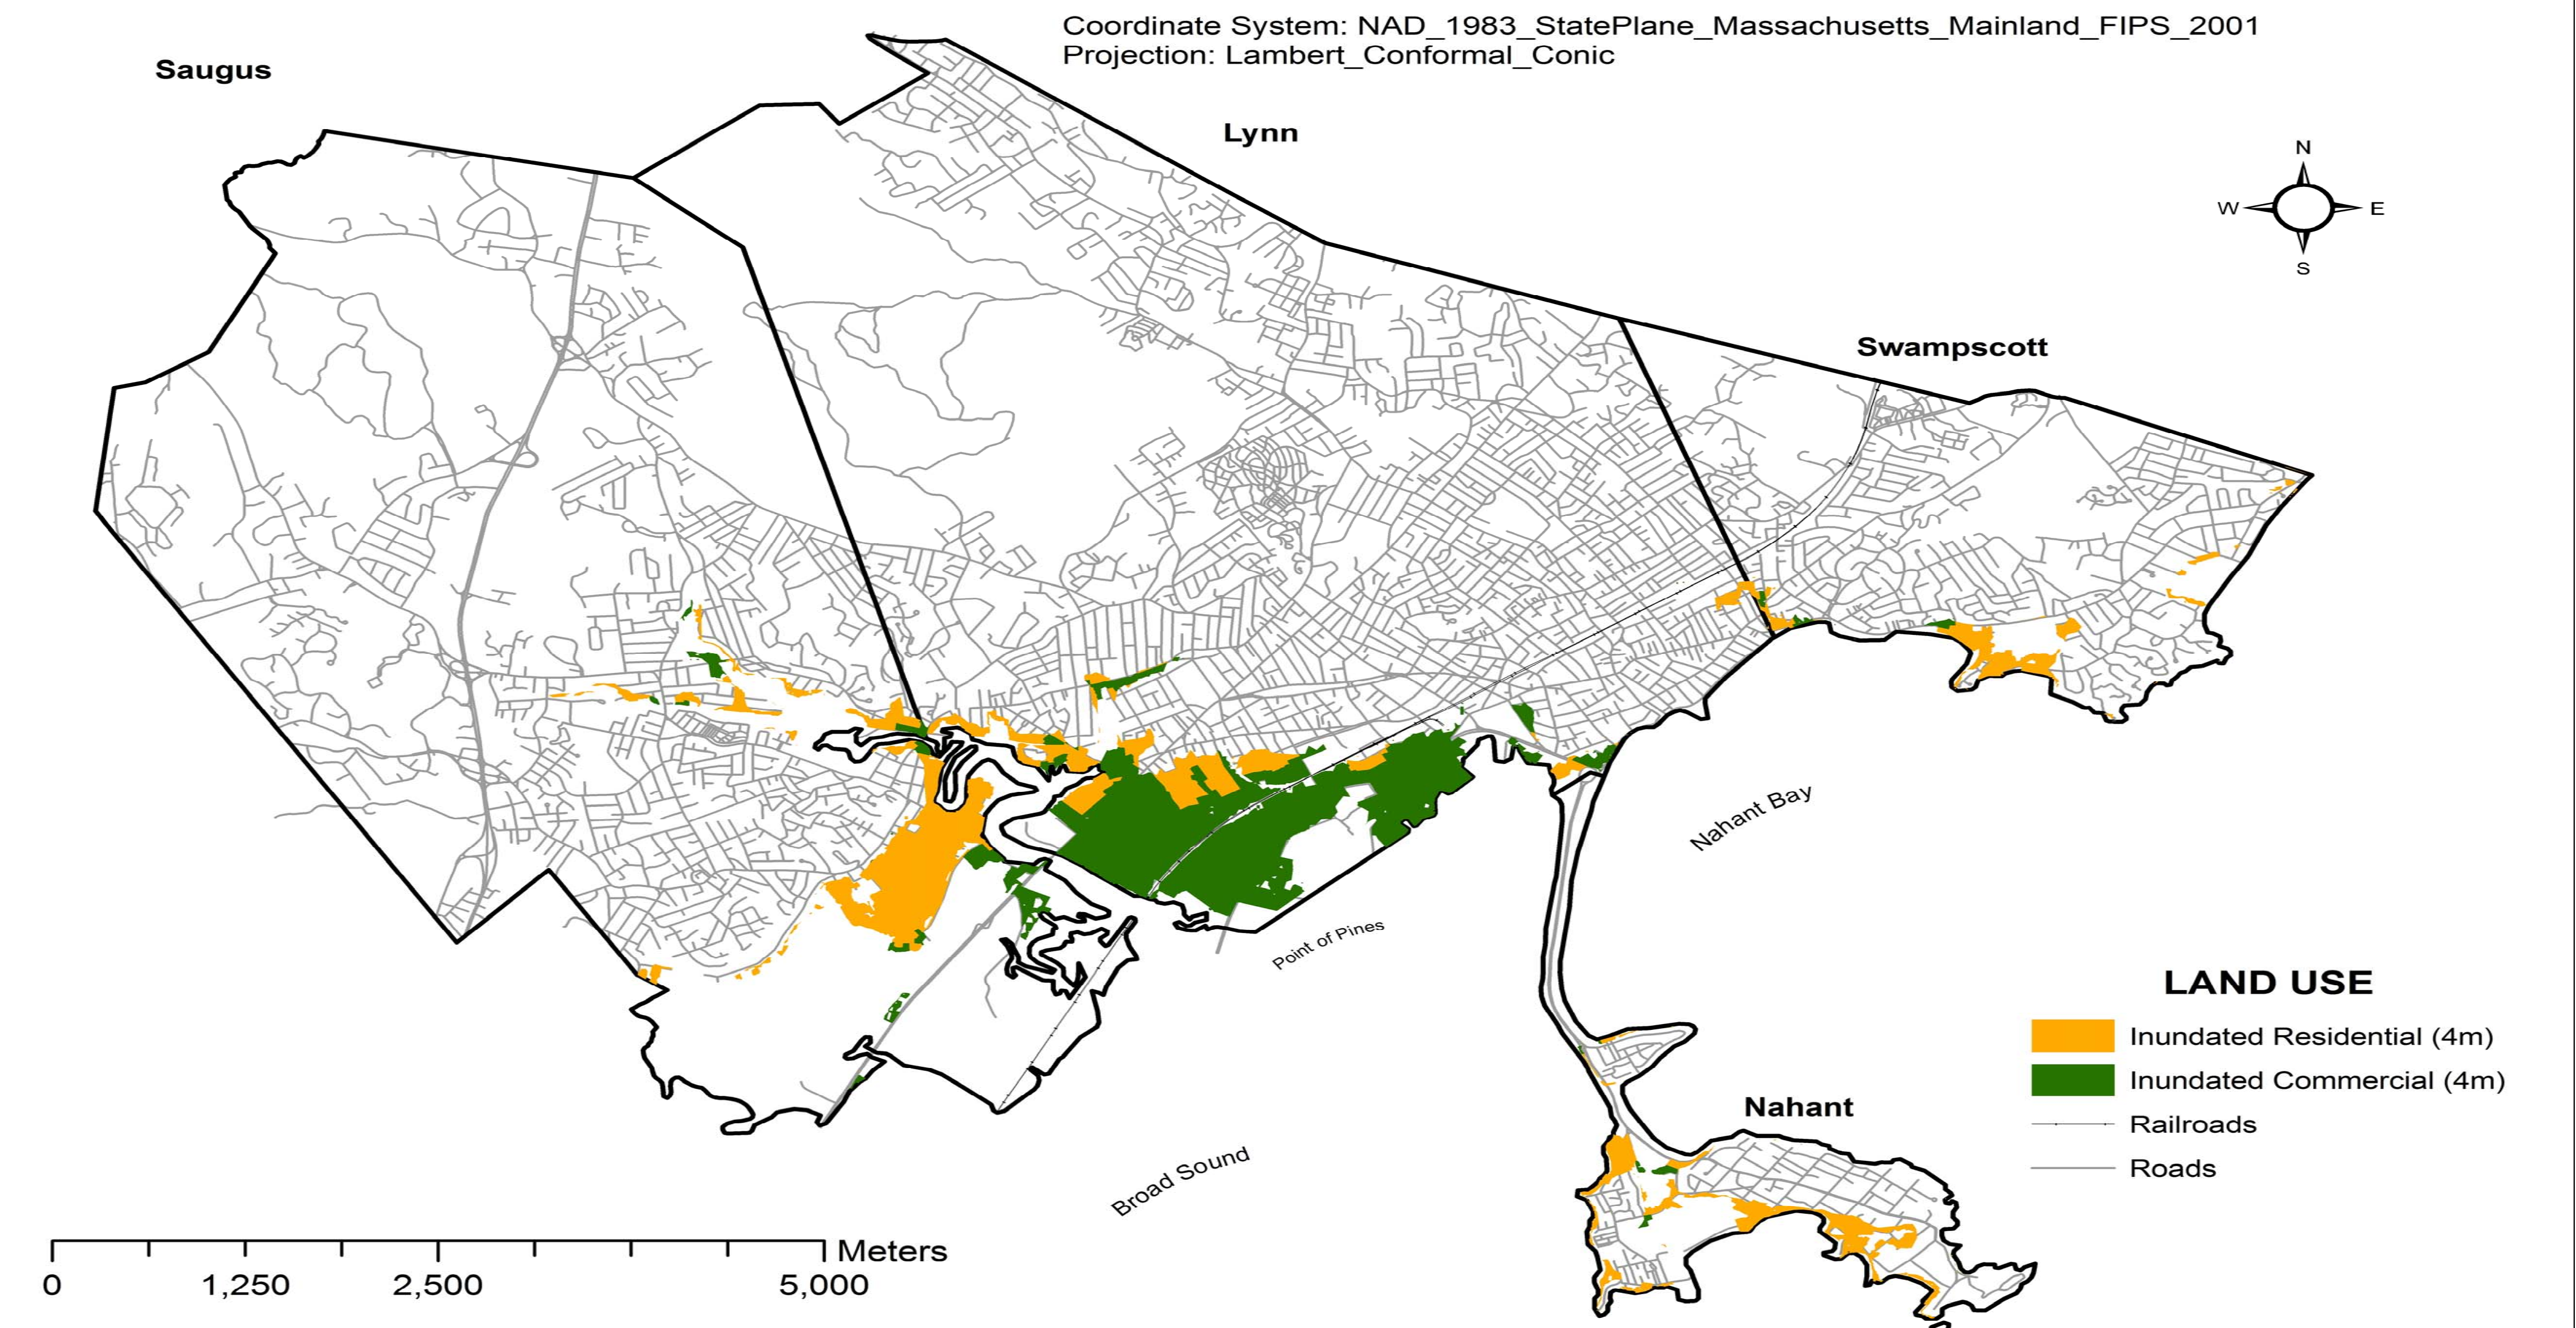 Coordinate System: NAD_1983_StatePlane_Massachusetts_Mainland_FIPS_2001
Projection: Lambert_Conformal_Conic
Saugus
Lynn
N
W
E
S
Swampscott
Nahant Bay
Point of Pines
LAND USE
Inundated Residential (4m)
Inundated Commercial (4m)
Railroads
Roads
Nahant
Broad Sound
Meters
0
1,250
2,500
5,000